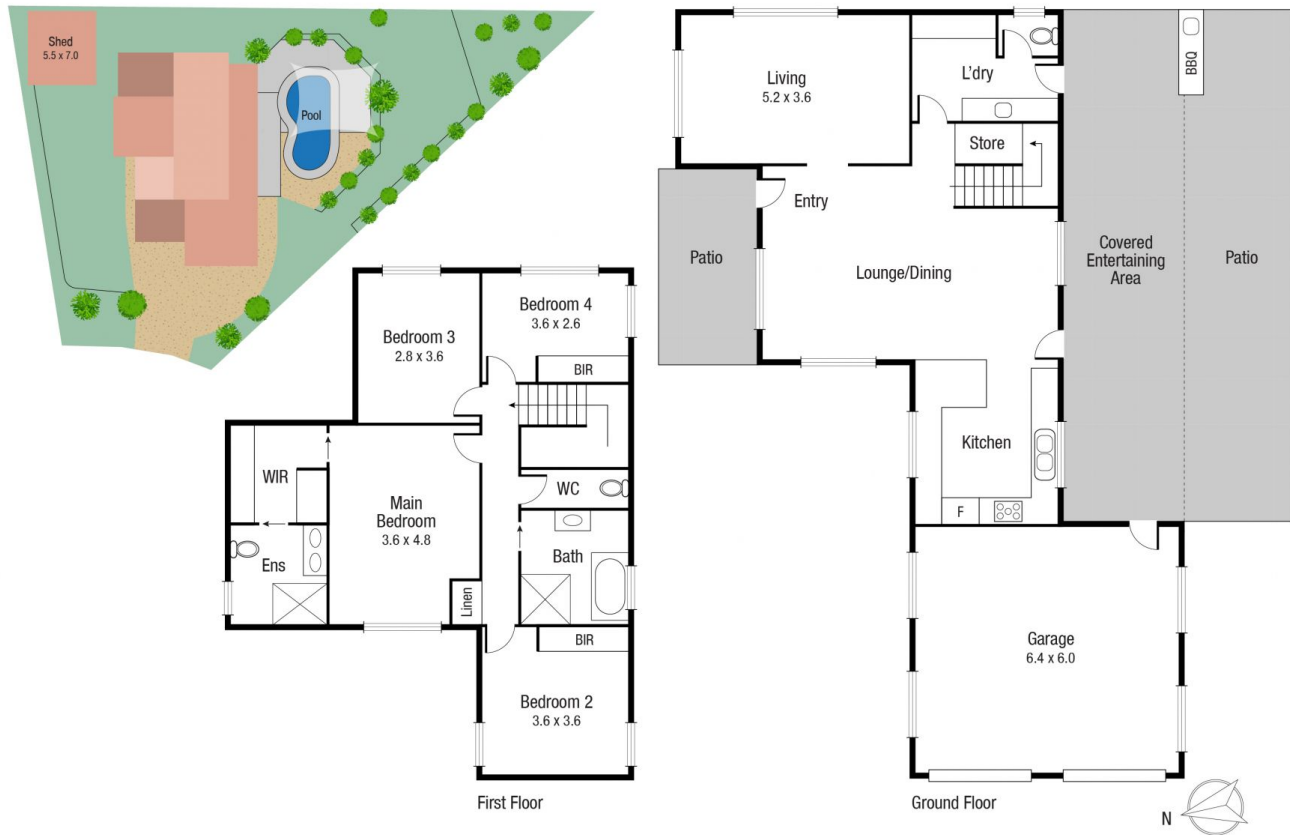 Shed
5.5 x 7.0
Pool
Living
5.2 x 3.6
L'dry
BBQ
Store
Entry
Patio
Lounge/Dining
Covered
Entertaining
Area
Patio
Kitchen
F
Garage
6.4 x 6.0
Ground Floor
N
Bedroom 3
2.8 x 3.6
Bedroom 4
3.6 x 2.6
BIR
WIR
Main
Bedroom
3.6 x 4.8
WC
Ens
Bath
Linen
BIR
Bedroom 2
3.6 x 3.6
First Floor